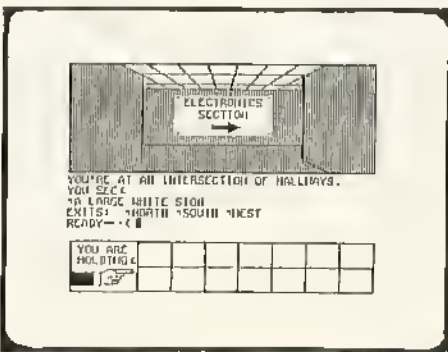 ELECTRONICS
SECTION
YOU'RE AT AN INTERSECTION OF HALLWAYS.
YOU SEE:
*A LARGE WHITE SIGN
EXITS: *NORTH *SOUTH *WEST
READY--<
YOU ARE
HOLDING: